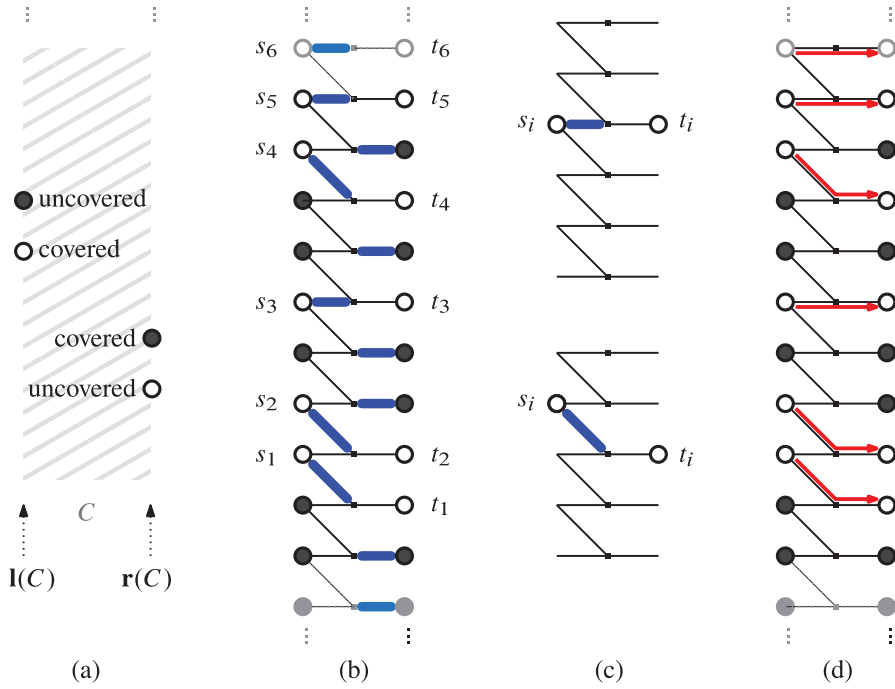 uncovered
covered
covered
uncovered
C
l(C)
r(C)
(a)
s₆ t₆
s₅ t₅
s₄
t₄
s₃ t₃
s₂
s₁ t₂
t₁
(b)
sᵢ tᵢ
sᵢ
tᵢ
(c)
(d)